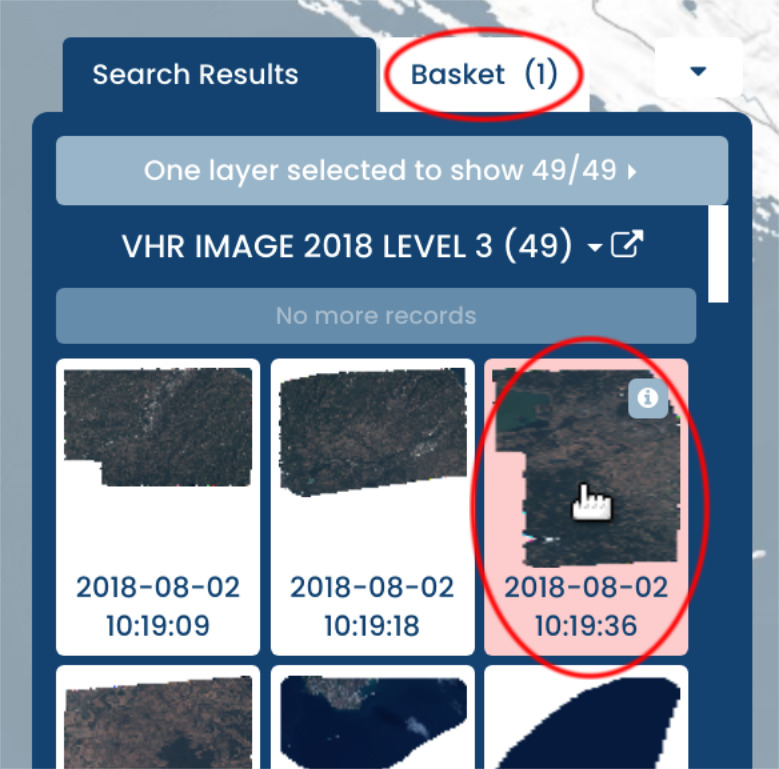 Search Results
Basket (1)
One layer selected to show 49/49
VHR IMAGE 2018 LEVEL 3 (49)
No more records
2018-08-02
10:19:09
2018-08-02
10:19:18
2018-08-02
10:19:36